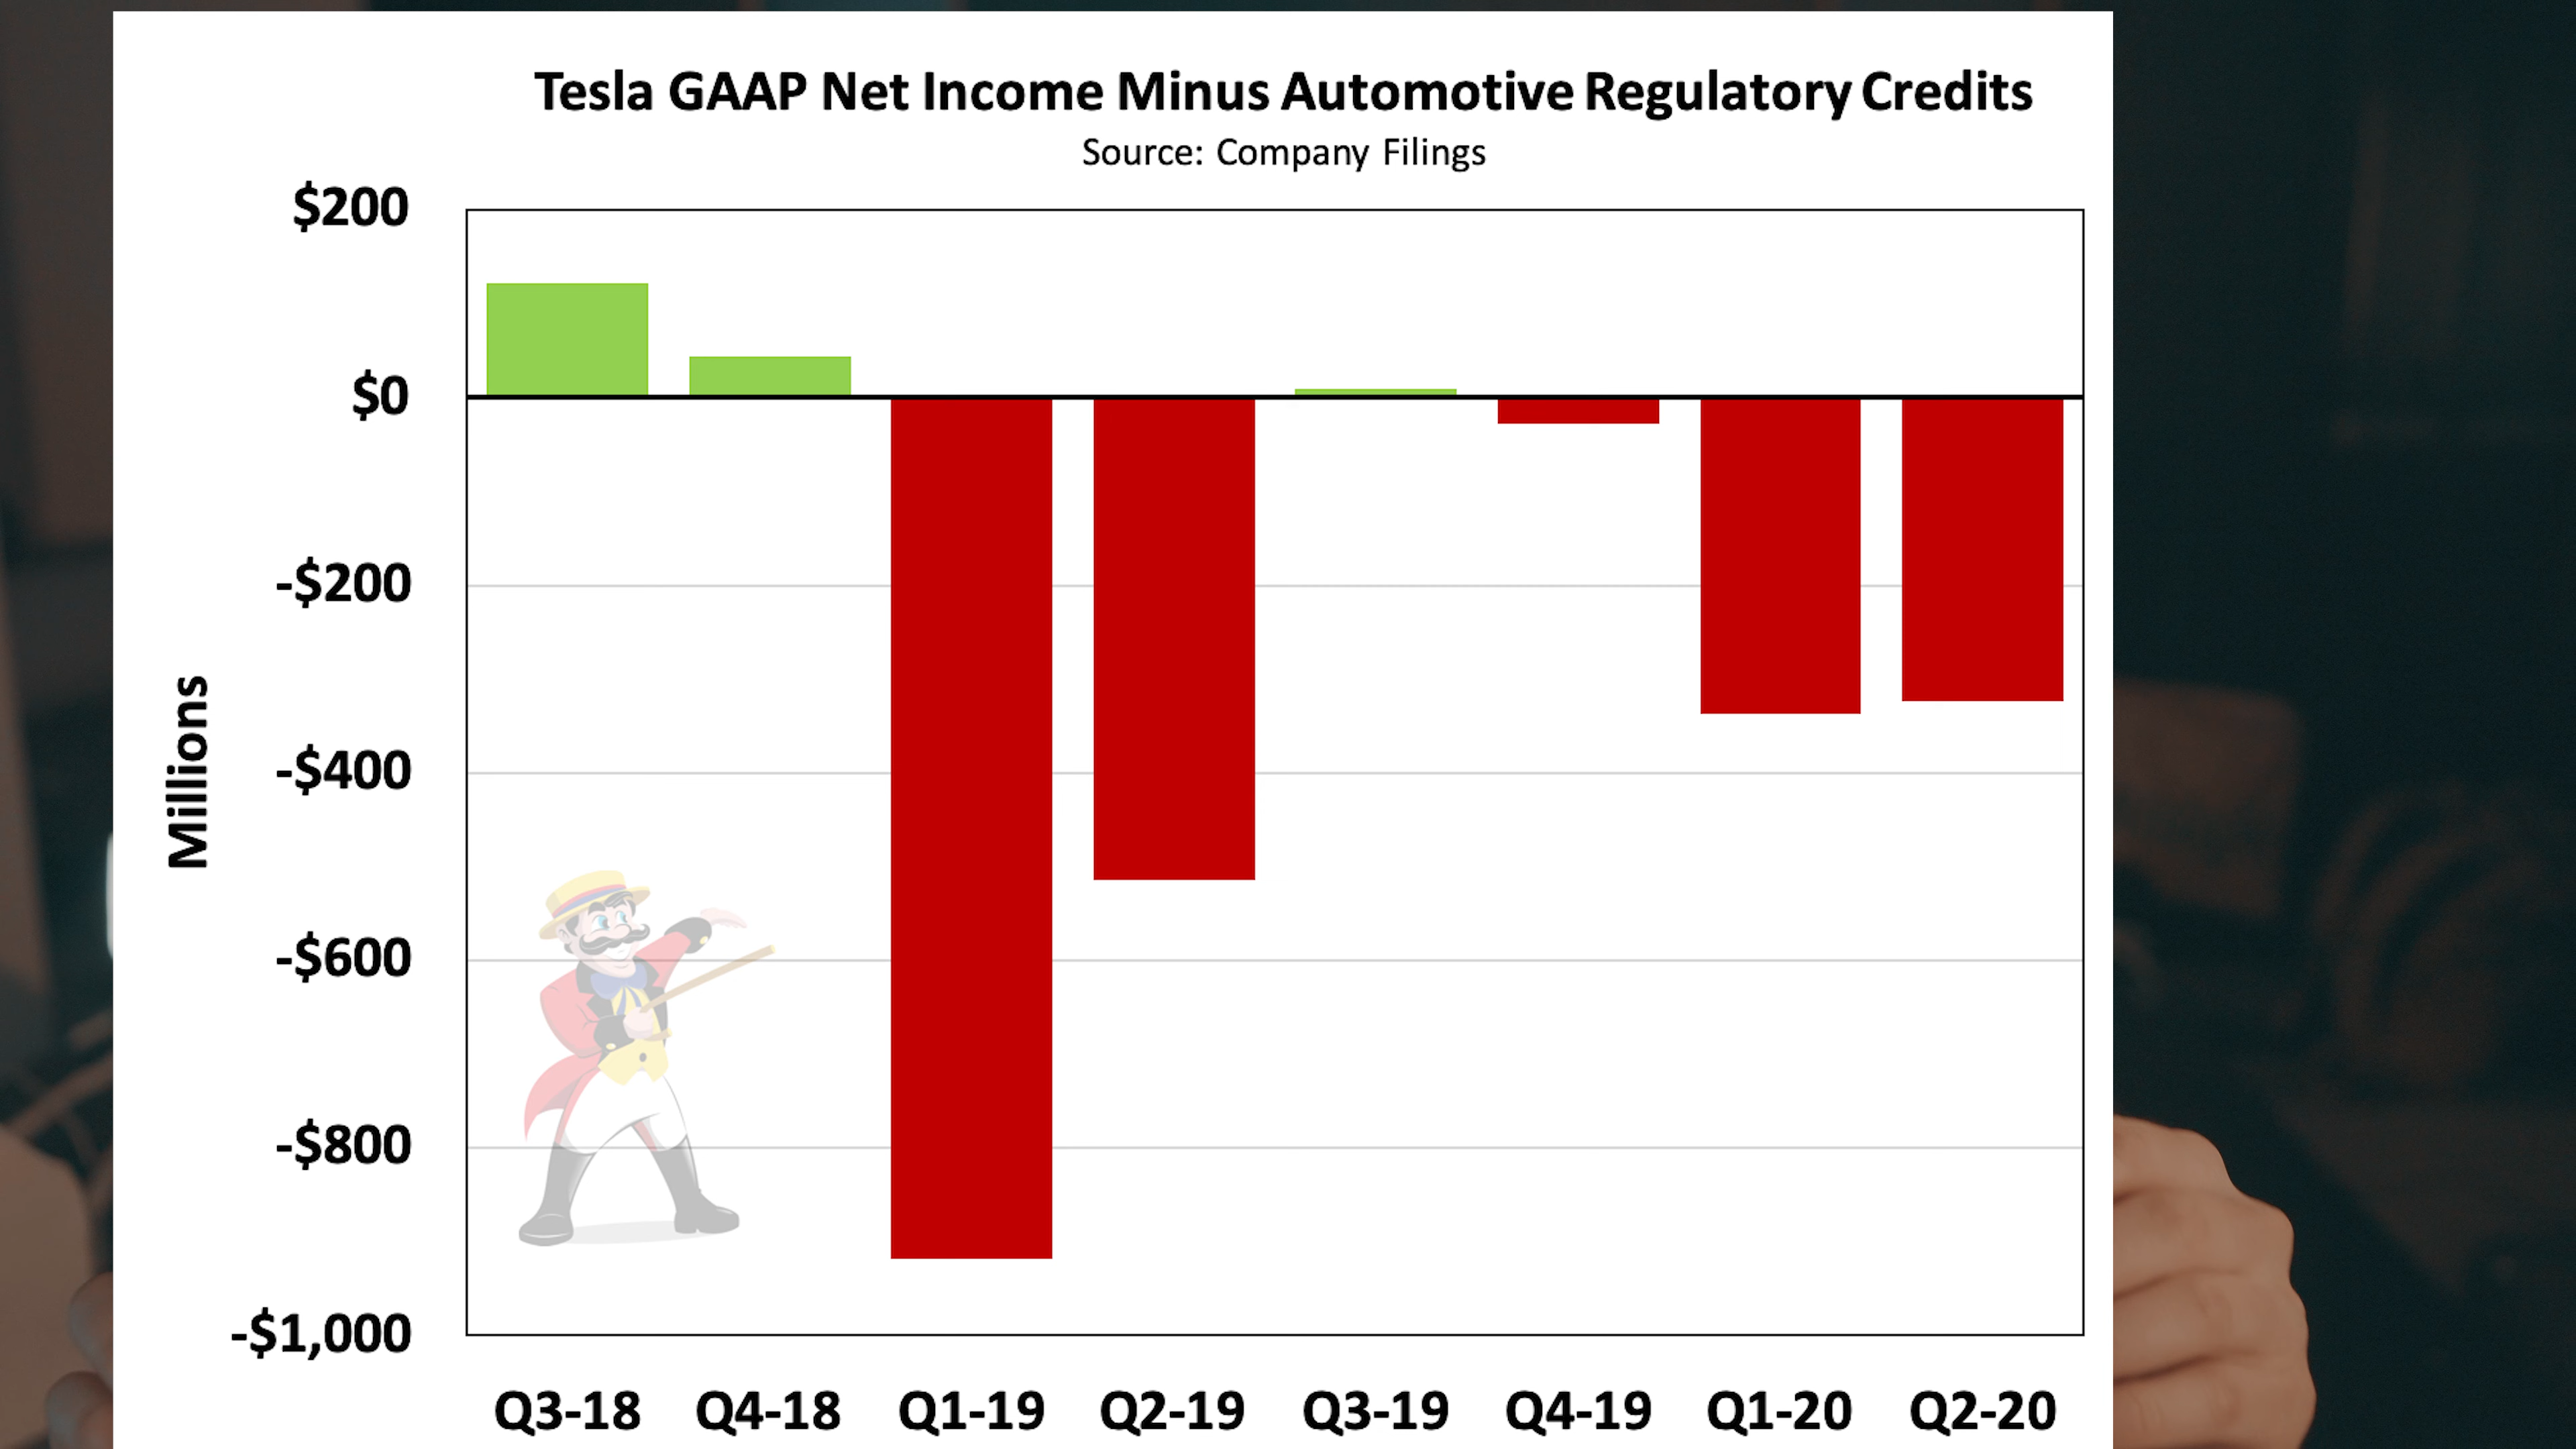 Tesla GAAP Net Income Minus Automotive Regulatory Credits
Source: Company Filings
$200
$0
-$200
-$400
-$600
-$800
-$1,000
Millions
Q3-18 Q4-18 Q1-19 Q2-19 Q3-19 Q4-19 Q1-20 Q2-20